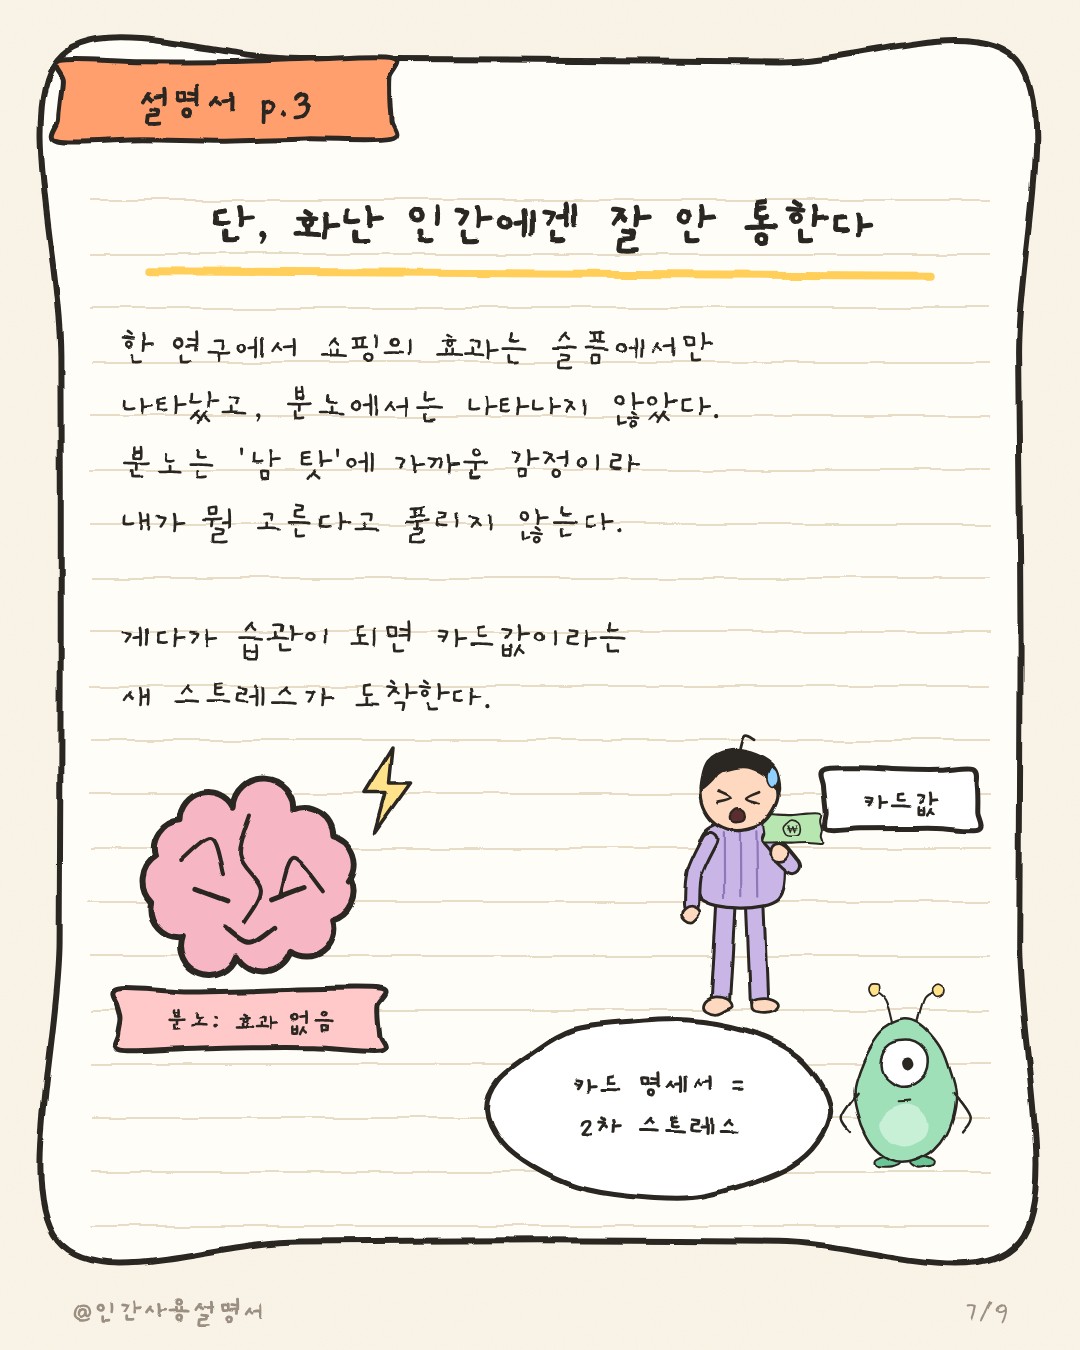 설명서 p.3
단, 화난 인간에겐 잘 안 통한다
한 연구에서 쇼핑의 효과는 슬픔에서만
나타났고, 분노에서는 나타나지 않았다.
분노는 '남 탓'에 가까운 감정이라
내가 뭘 고른다고 풀리지 않는다.
게다가 습관이 되면 카드값이라는
새 스트레스가 도착한다.
₩
카드값
분노: 효과 없음
카드 명세서 =
2차 스트레스
@인간사용설명서
7/9